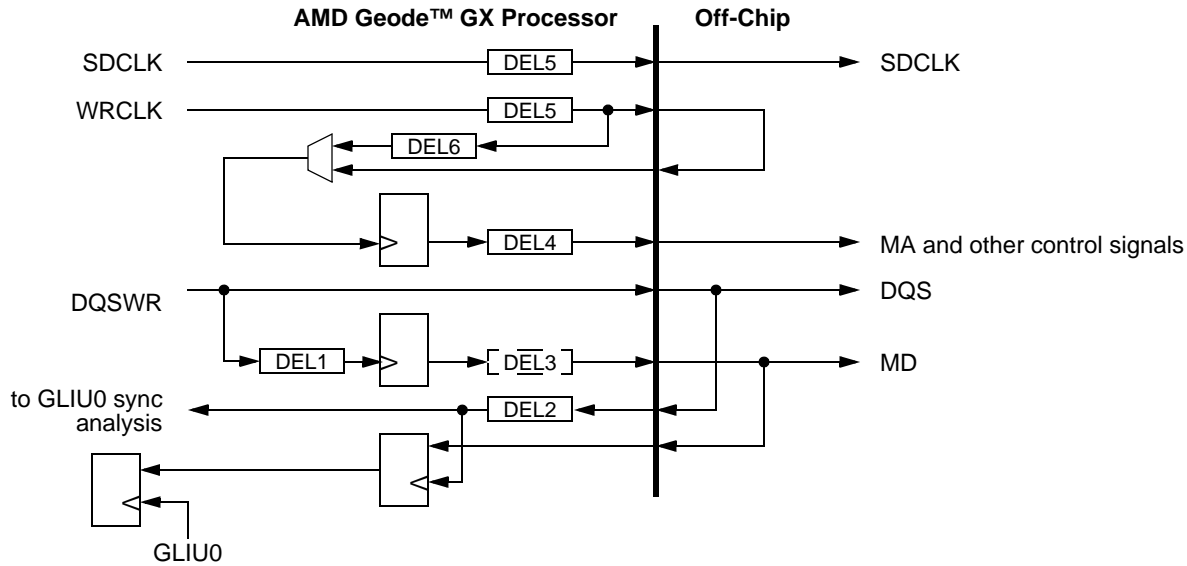 AMD Geode™ GX Processor
Off-Chip
SDCLK
DEL5
SDCLK
WRCLK
DEL5
DEL6
DEL4
MA and other control signals
DQSWR
DQS
DEL1
DEL3
MD
to GLIU0 sync
analysis
DEL2
GLIU0